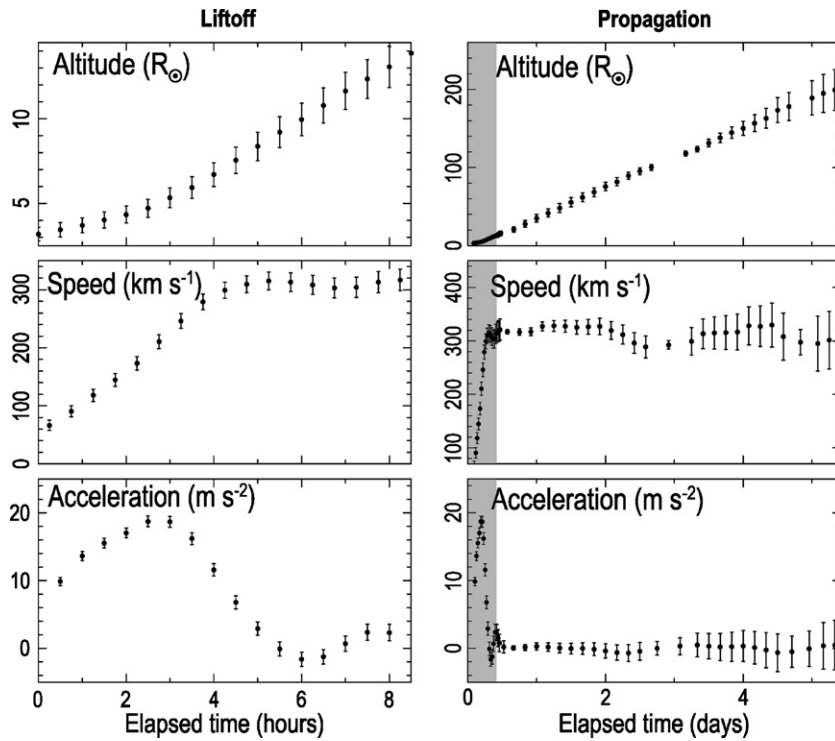 Liftoff
Propagation
Altitude (R☉)
Altitude (R☉)
10
5
200
100
0
Speed (km s-1)
Speed (km s-1)
300
200
100
0
400
300
200
100
Acceleration (m s-2)
Acceleration (m s-2)
20
10
0
20
10
0
0 2 4 6 8
0 2 4
Elapsed time (hours)
Elapsed time (days)